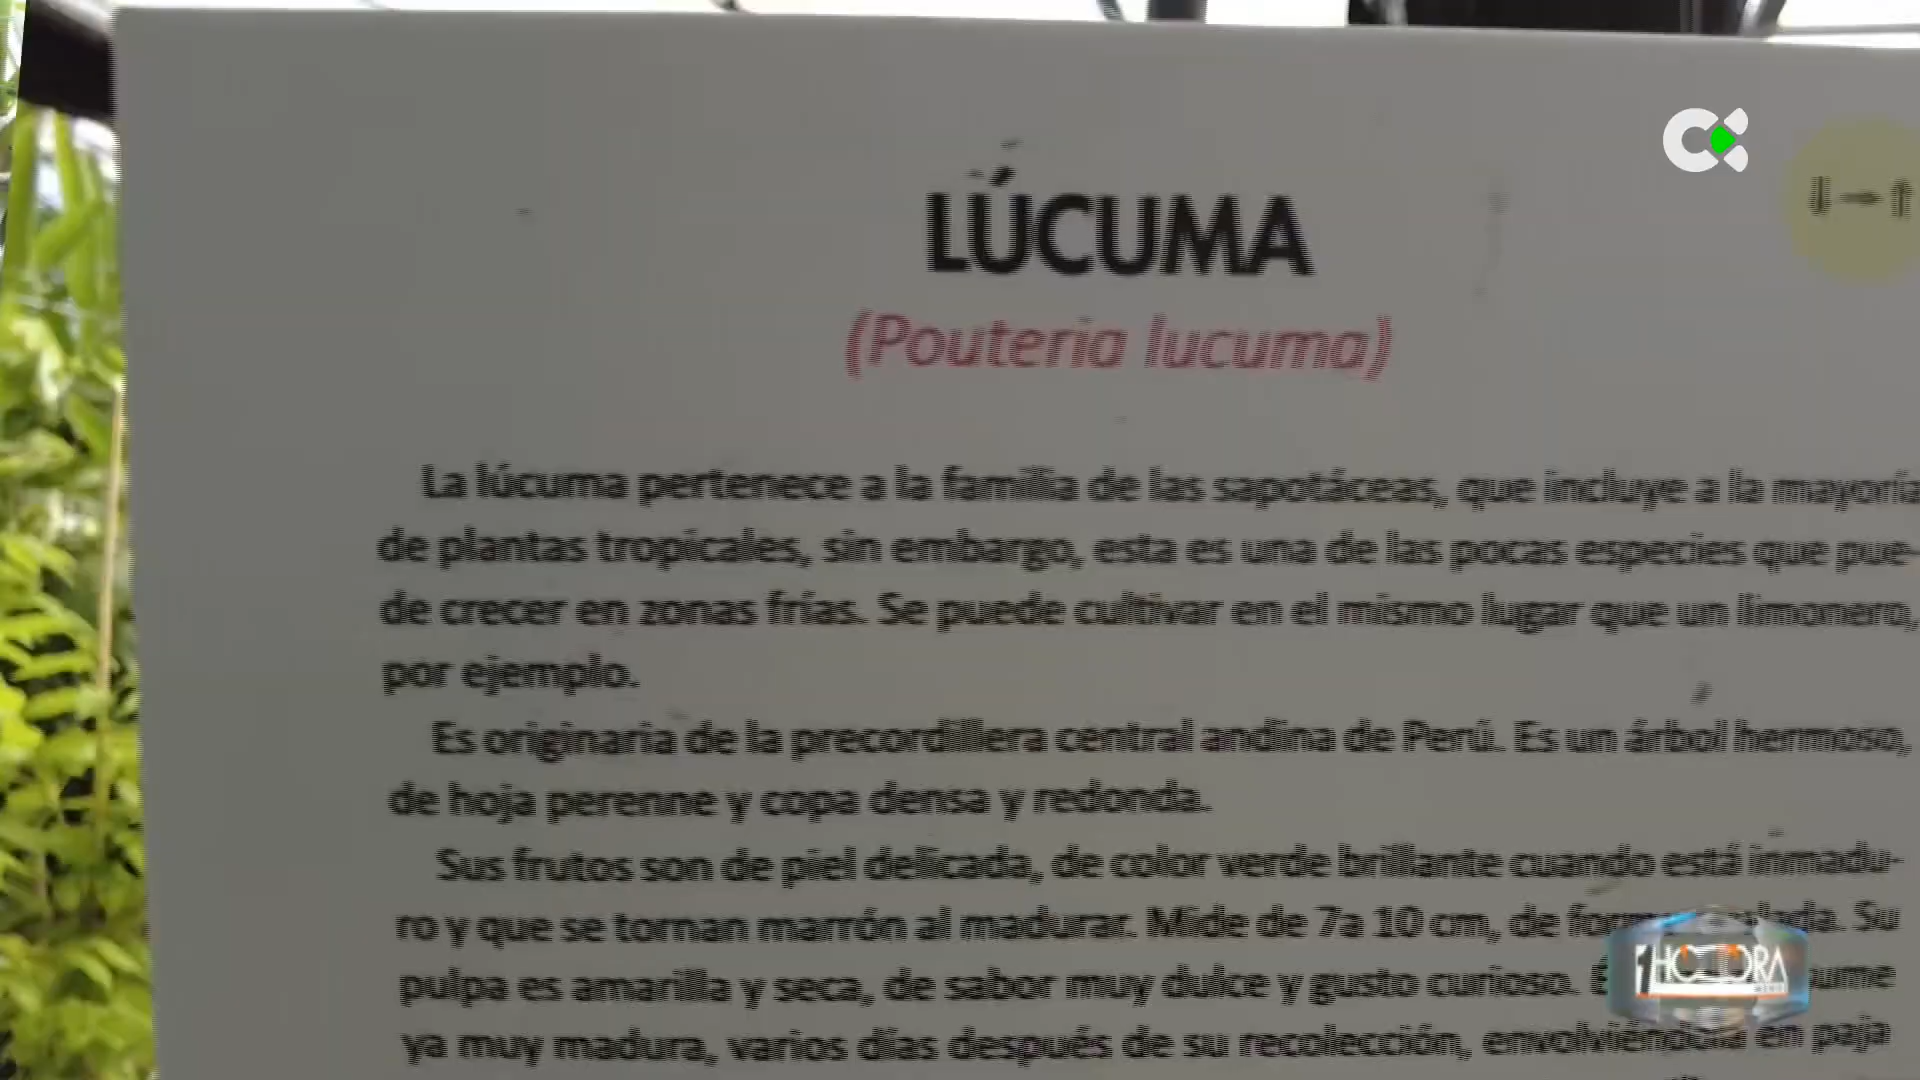 LÚCUMA
(Pouteria lucuma)
La lúcuma pertenece a la familia de las sapotáceas, que incluye a la mayoría
de plantas tropicales, sin embargo, esta es una de las pocas especies que pue-
de crecer en zonas frías. Se puede cultivar en el mismo lugar que un limonero,
por ejemplo.
Es originaria de la precordillera central andina de Perú. Es un árbol hermoso,
de hoja perenne y copa densa y redonda.
Sus frutos son de piel delicada, de color verde brillante cuando está inmadu-
ro y que se tornan marrón al madurar. Mide de 7a 10 cm, de Su
pulpa es amarilla y seca, de sabor muy dulce y gusto curioso.
ya muy madura, varios días después de su recolección, envolviéndola en paja